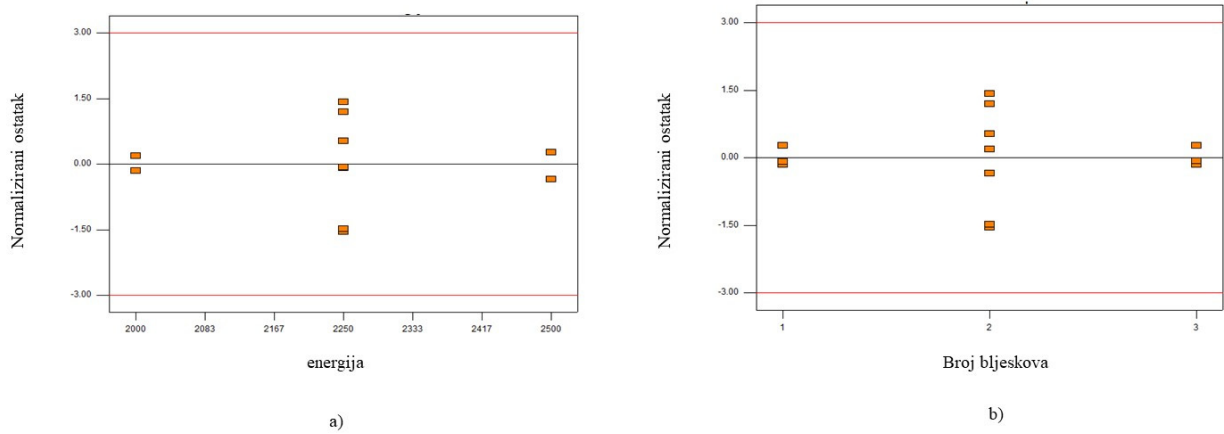 3.00
1.50
0.00
-1.50
-3.00
Normalizirani ostatak
2000 2083 2167 2250 2333 2417 2500
energija
a)
3.00
1.50
0.00
-1.50
-3.00
Normalizirani ostatak
1 2 3
Broj bljeskova
b)